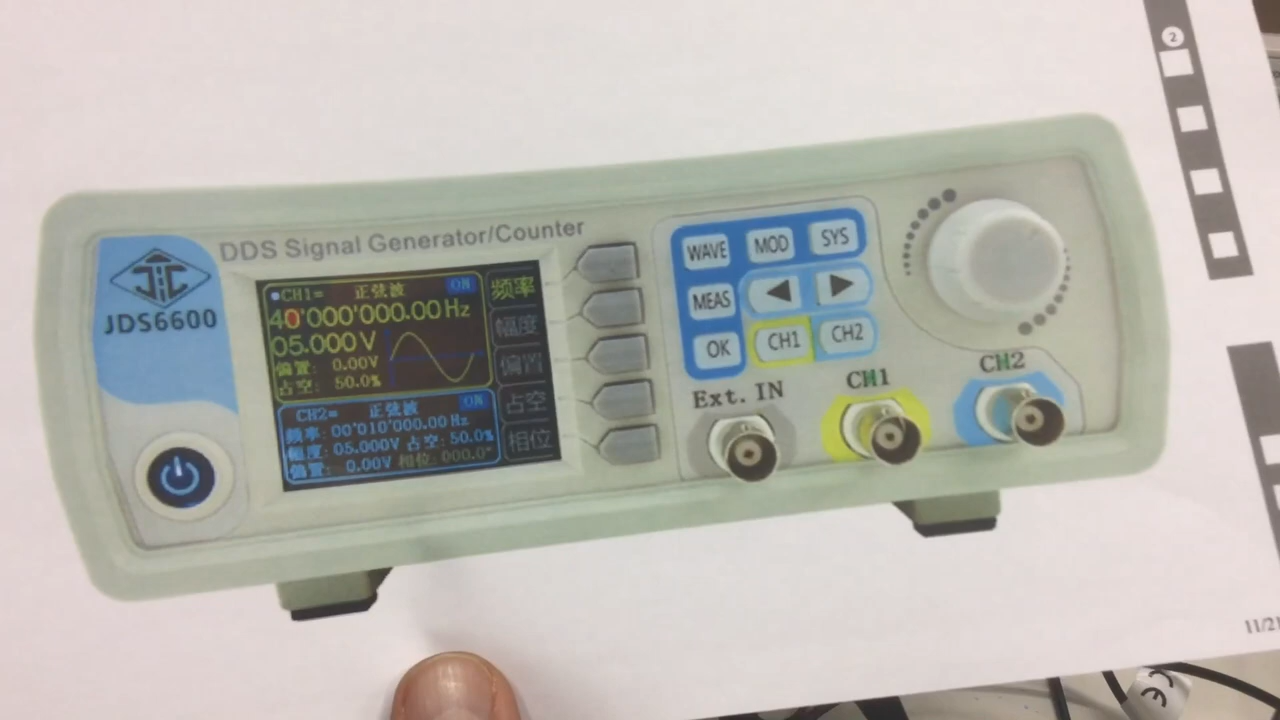 2
DDS Signal Generator/Counter
JDS6600
CH1= 正弦波 ON
40'000'000.00Hz
05.000V
偏置: 0.00V
占空: 50.0%
CH2= 正弦波 ON
频率: 00'010'000.00Hz
幅度: 05.000V 占空: 50.0%
偏置: 0.00V 相位: 000.0°
频率
幅度
偏置
占空
相位
WAVE MOD SYS
MEAS ◀ ▶
OK CH1 CH2
Ext. IN CH1 CH2
11/21
CE